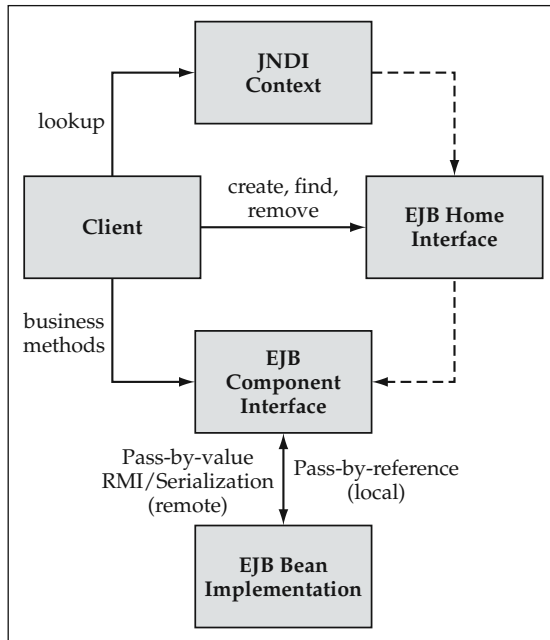 JNDI
Context
lookup
create, find,
remove
Client
EJB Home
Interface
business
methods
EJB
Component
Interface
Pass-by-value
RMI/Serialization
(remote)
Pass-by-reference
(local)
EJB Bean
Implementation